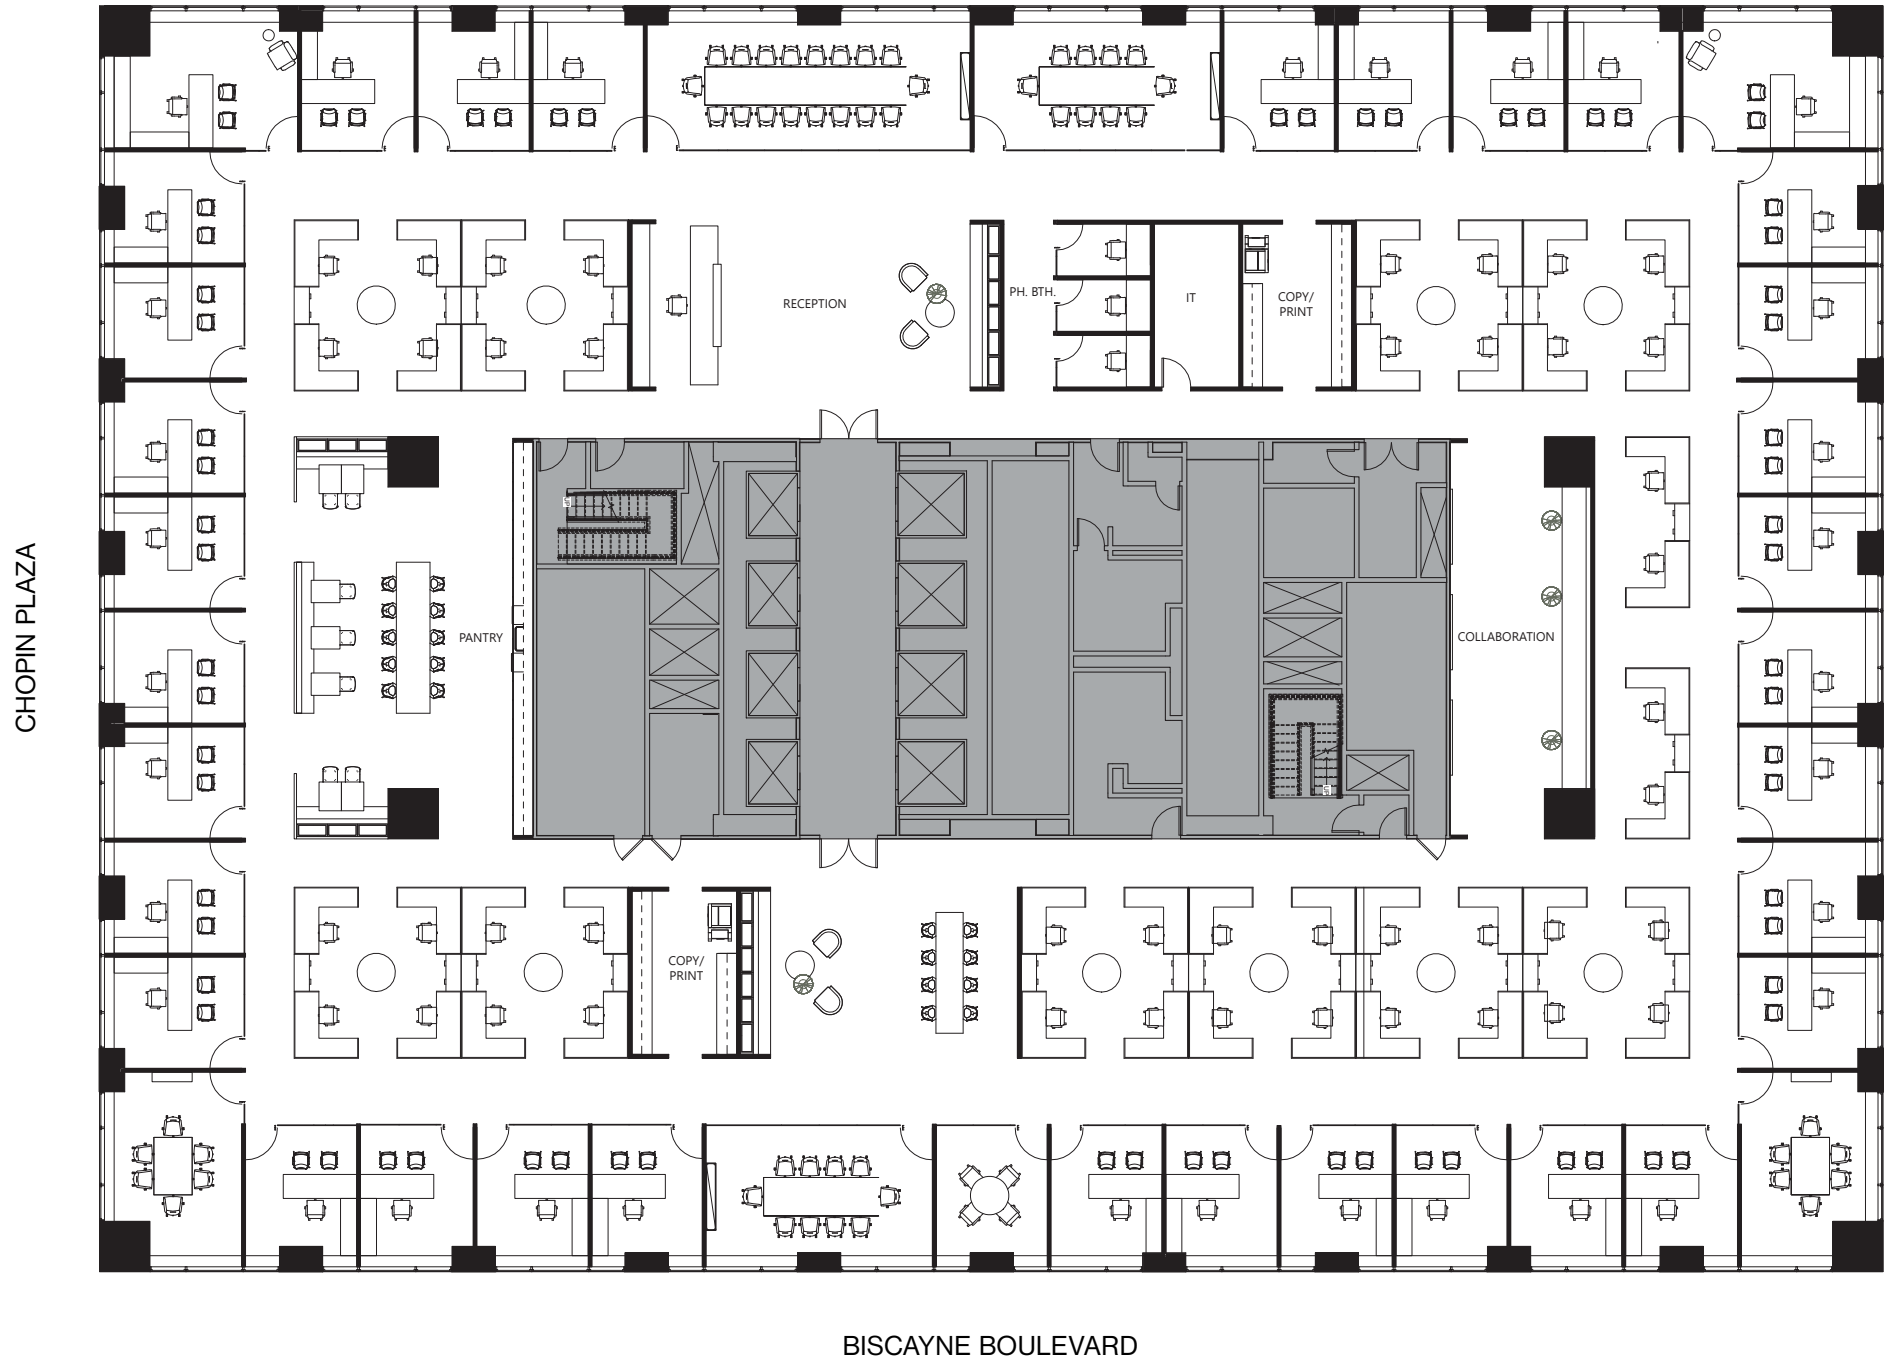 RECEPTION
PH. BTH.
IT
COPY/
PRINT
CHOPIN PLAZA
PANTRY
COLLABORATION
COPY/
PRINT
BISCAYNE BOULEVARD